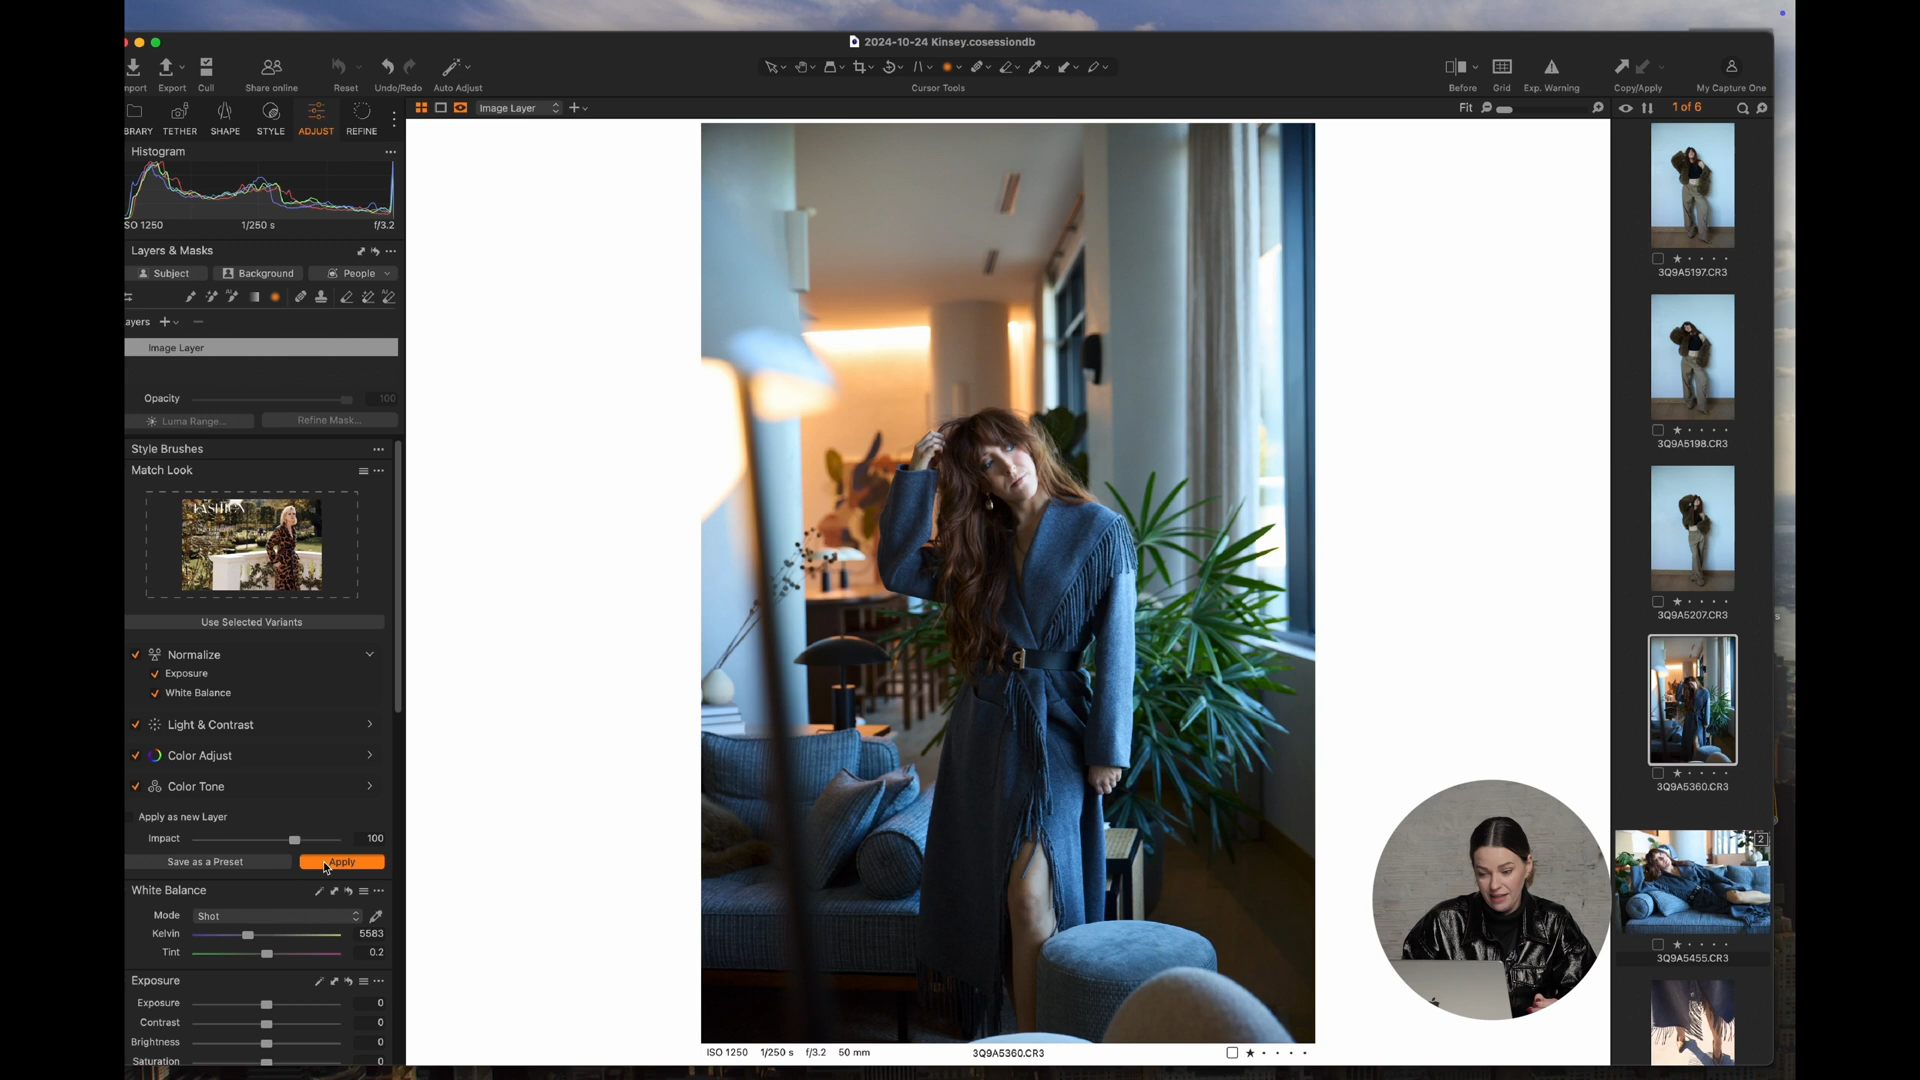 2024-10-24 Kinsey.cosessiondb
mport
Export
Cull
Share online
Reset
Undo/Redo
Auto Adjust
Cursor Tools
Before
Grid
Exp. Warning
Copy/Apply
My Capture One
BRARY
TETHER
SHAPE
STYLE
ADJUST
REFINE
Image Layer
Fit
1 of 6
Histogram
SO 1250
1/250 s
f/3.2
Layers & Masks
Subject
Background
People
AI
AI
ayers
Image Layer
Opacity
100
Luma Range...
Refine Mask...
Style Brushes
Match Look
FASHION
Use Selected Variants
Normalize
Exposure
White Balance
Light & Contrast
Color Adjust
Color Tone
Apply as new Layer
Impact
100
Save as a Preset
Apply
White Balance
Mode
Shot
Kelvin
5583
Tint
0.2
Exposure
Exposure
0
Contrast
0
Brightness
0
Saturation
0
ISO 1250
1/250 s
f/3.2
50 mm
3Q9A5360.CR3
3Q9A5197.CR3
3Q9A5198.CR3
3Q9A5207.CR3
3Q9A5360.CR3
2
3Q9A5455.CR3